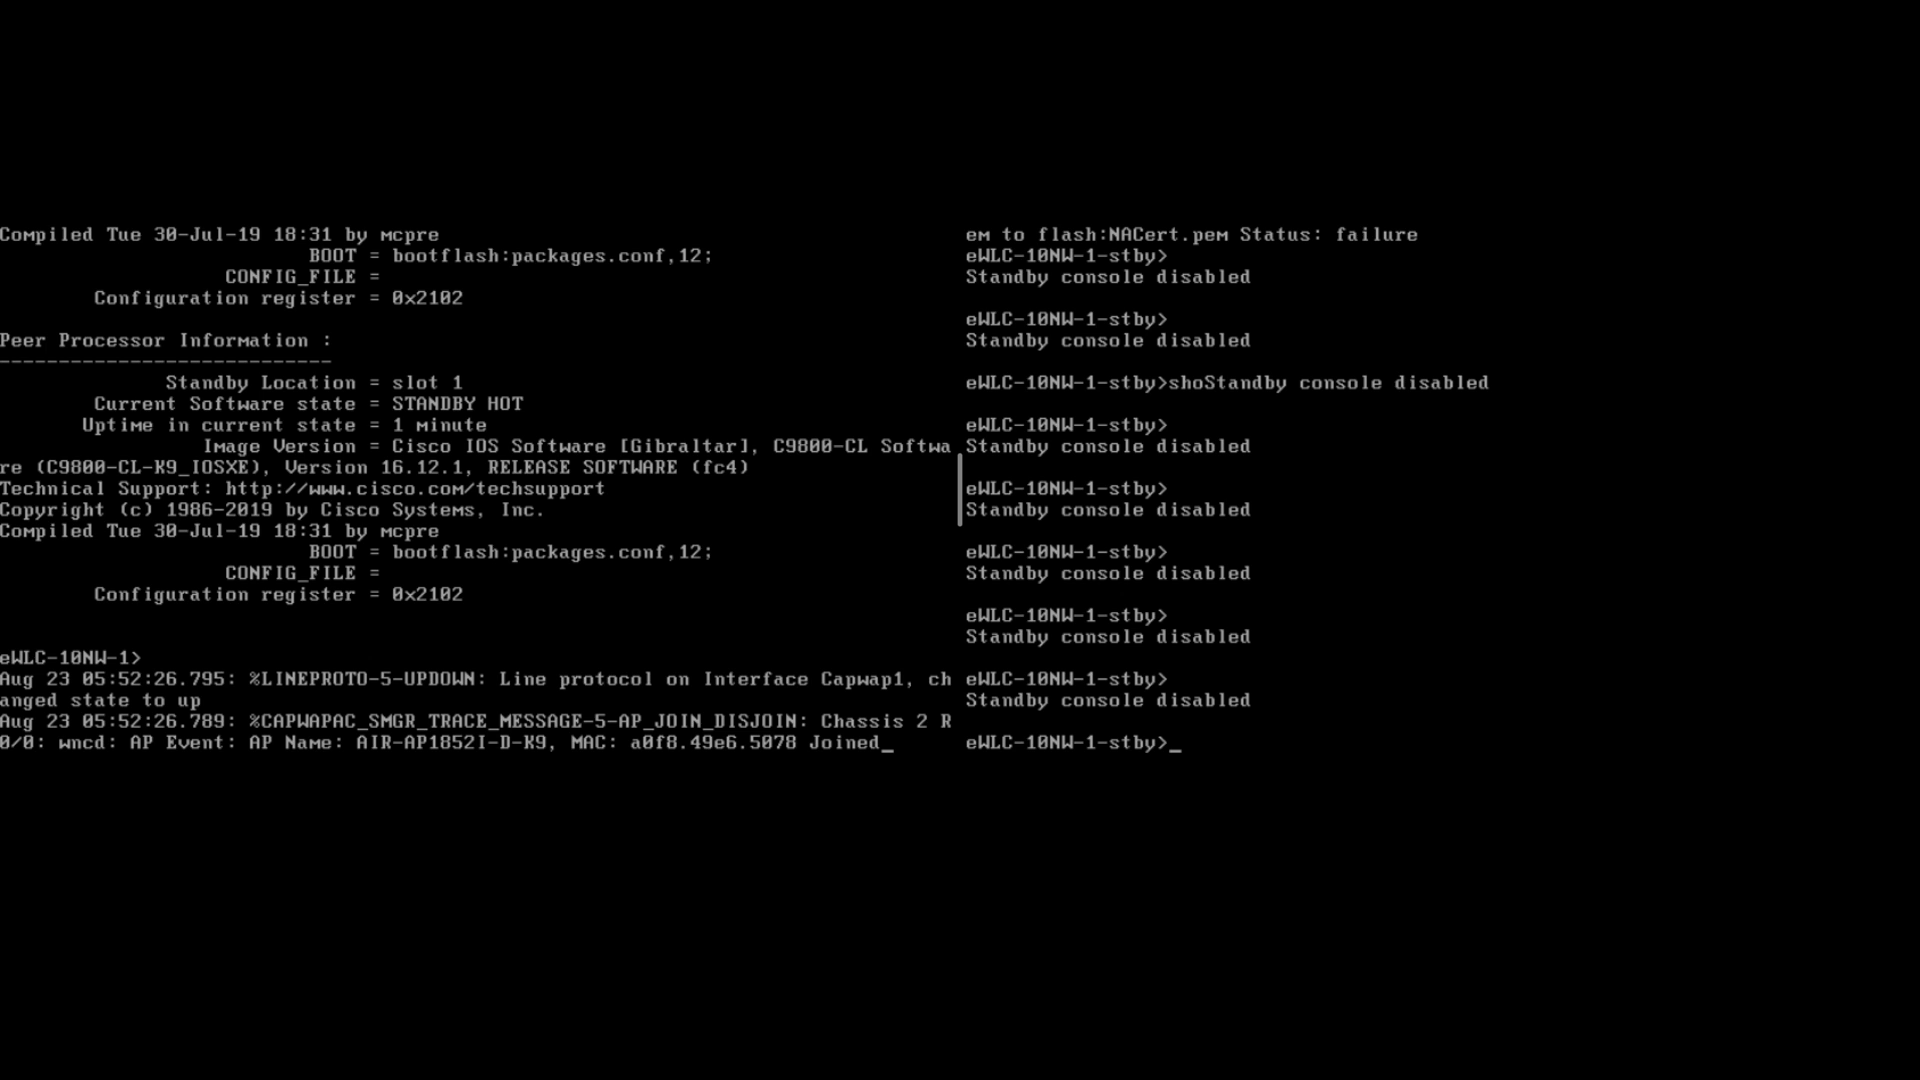 Compiled Tue 30-Jul-19 18:31 by mcpre
BOOT = bootflash:packages.conf,12;
CONFIG_FILE =
Configuration register = 0x2102
Peer Processor Information :
----------------------------
Standby Location = slot 1
Current Software state = STANDBY HOT
Uptime in current state = 1 minute
Image Version = Cisco IOS Software [Gibraltar], C9800-CL Softwa
re (C9800-CL-K9_IOSXE), Version 16.12.1, RELEASE SOFTWARE (fc4)
Technical Support: http://www.cisco.com/techsupport
Copyright (c) 1986-2019 by Cisco Systems, Inc.
Compiled Tue 30-Jul-19 18:31 by mcpre
BOOT = bootflash:packages.conf,12;
CONFIG_FILE =
Configuration register = 0x2102
eWLC-10NW-1>
Aug 23 05:52:26.795: %LINEPROTO-5-UPDOWN: Line protocol on Interface Capwap1, ch
anged state to up
Aug 23 05:52:26.789: %CAPWAPAC_SMGR_TRACE_MESSAGE-5-AP_JOIN_DISJOIN: Chassis 2 R
0/0: wncd: AP Event: AP Name: AIR-AP1852I-D-K9, MAC: a0f8.49e6.5078 Joined_
em to flash:NACert.pem Status: failure
eWLC-10NW-1-stby>
Standby console disabled
eWLC-10NW-1-stby>
Standby console disabled
eWLC-10NW-1-stby>shoStandby console disabled
eWLC-10NW-1-stby>
Standby console disabled
eWLC-10NW-1-stby>
Standby console disabled
eWLC-10NW-1-stby>
Standby console disabled
eWLC-10NW-1-stby>
Standby console disabled
eWLC-10NW-1-stby>
Standby console disabled
eWLC-10NW-1-stby>_